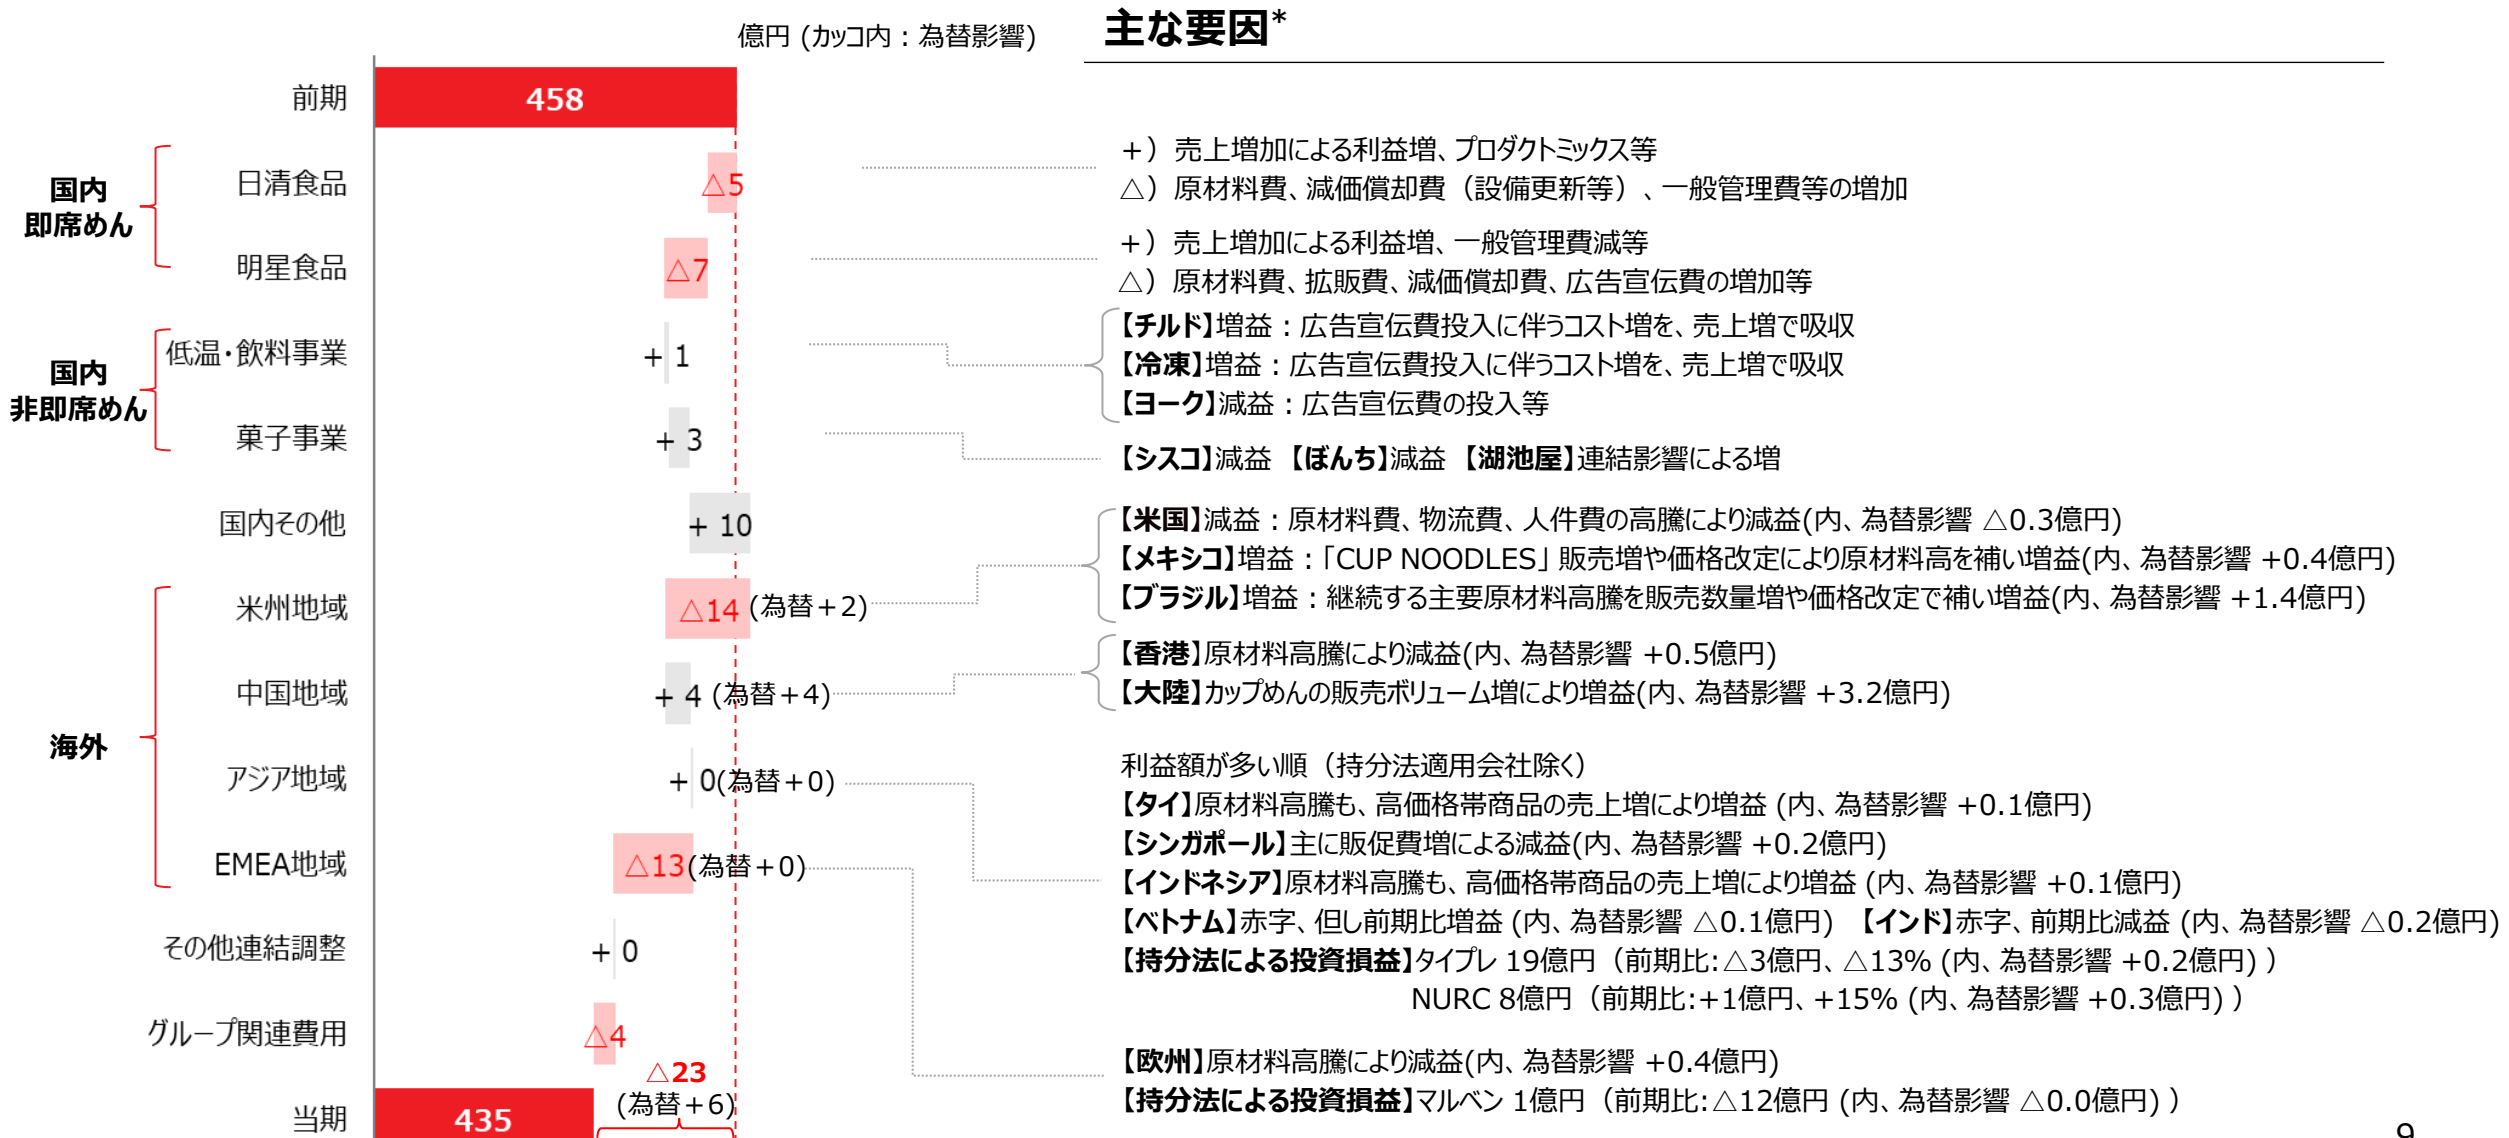 億円 (カッコ内：為替影響)
主な要因*
前期
458
国内
即席めん
日清食品
△5
明星食品
△7
国内
非即席めん
低温・飲料事業
+ 1
菓子事業
+ 3
国内その他
+ 10
海外
米州地域
△14 (為替＋2)
中国地域
+ 4 (為替＋4)
アジア地域
+ 0(為替＋0)
EMEA地域
△13(為替＋0)
その他連結調整
+ 0
グループ関連費用
△4
△23
(為替＋6)
当期
435
＋）売上増加による利益増、プロダクトミックス等
△）原材料費、減価償却費（設備更新等）、一般管理費等の増加
＋）売上増加による利益増、一般管理費減等
△）原材料費、拡販費、減価償却費、広告宣伝費の増加等
【チルド】増益：広告宣伝費投入に伴うコスト増を、売上増で吸収
【冷凍】増益：広告宣伝費投入に伴うコスト増を、売上増で吸収
【ヨーク】減益：広告宣伝費の投入等
【シスコ】減益 【ぼんち】減益 【湖池屋】連結影響による増
【米国】減益：原材料費、物流費、人件費の高騰により減益(内、為替影響 △0.3億円)
【メキシコ】増益：「CUP NOODLES」販売増や価格改定により原材料高を補い増益(内、為替影響 +0.4億円)
【ブラジル】増益：継続する主要原材料高騰を販売数量増や価格改定で補い増益(内、為替影響 +1.4億円)
【香港】原材料高騰により減益(内、為替影響 +0.5億円)
【大陸】カップめんの販売ボリューム増により増益(内、為替影響 +3.2億円)
利益額が多い順（持分法適用会社除く）
【タイ】原材料高騰も、高価格帯商品の売上増により増益 (内、為替影響 +0.1億円)
【シンガポール】主に販促費増による減益(内、為替影響 +0.2億円)
【インドネシア】原材料高騰も、高価格帯商品の売上増により増益 (内、為替影響 +0.1億円)
【ベトナム】赤字、但し前期比増益 (内、為替影響 △0.1億円) 【インド】赤字、前期比減益 (内、為替影響 △0.2億円)
【持分法による投資損益】タイプレ 19億円（前期比:△3億円、△13% (内、為替影響 +0.2億円) ）
NURC 8億円（前期比:+1億円、+15% (内、為替影響 +0.3億円) ）
【欧州】原材料高騰により減益(内、為替影響 +0.4億円)
【持分法による投資損益】マルベン 1億円（前期比:△12億円 (内、為替影響 △0.0億円) ）
9